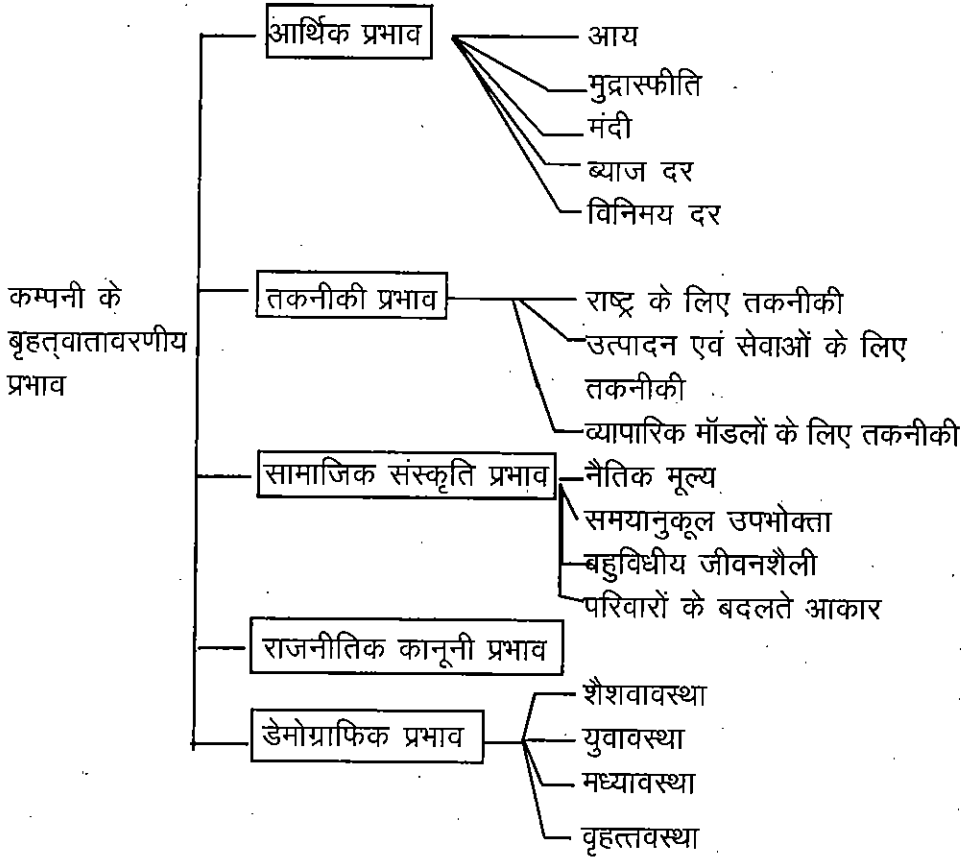 आर्थिक प्रभाव
आय
मुद्रास्फीति
मंदी
ब्याज दर
विनिमय दर
कम्पनी के
बृहत्वातावरणीय
प्रभाव
तकनीकी प्रभाव
राष्ट्र के लिए तकनीकी
उत्पादन एवं सेवाओं के लिए
तकनीकी
व्यापारिक मॉडलों के लिए तकनीकी
सामाजिक संस्कृति प्रभाव
नैतिक मूल्य
समयानुकूल उपभोक्ता
बहुविधीय जीवनशैली
परिवारों के बदलते आकार
राजनीतिक कानूनी प्रभाव
डेमोग्राफिक प्रभाव
शैशवावस्था
युवावस्था
मध्यावस्था
वृहत्तवस्था